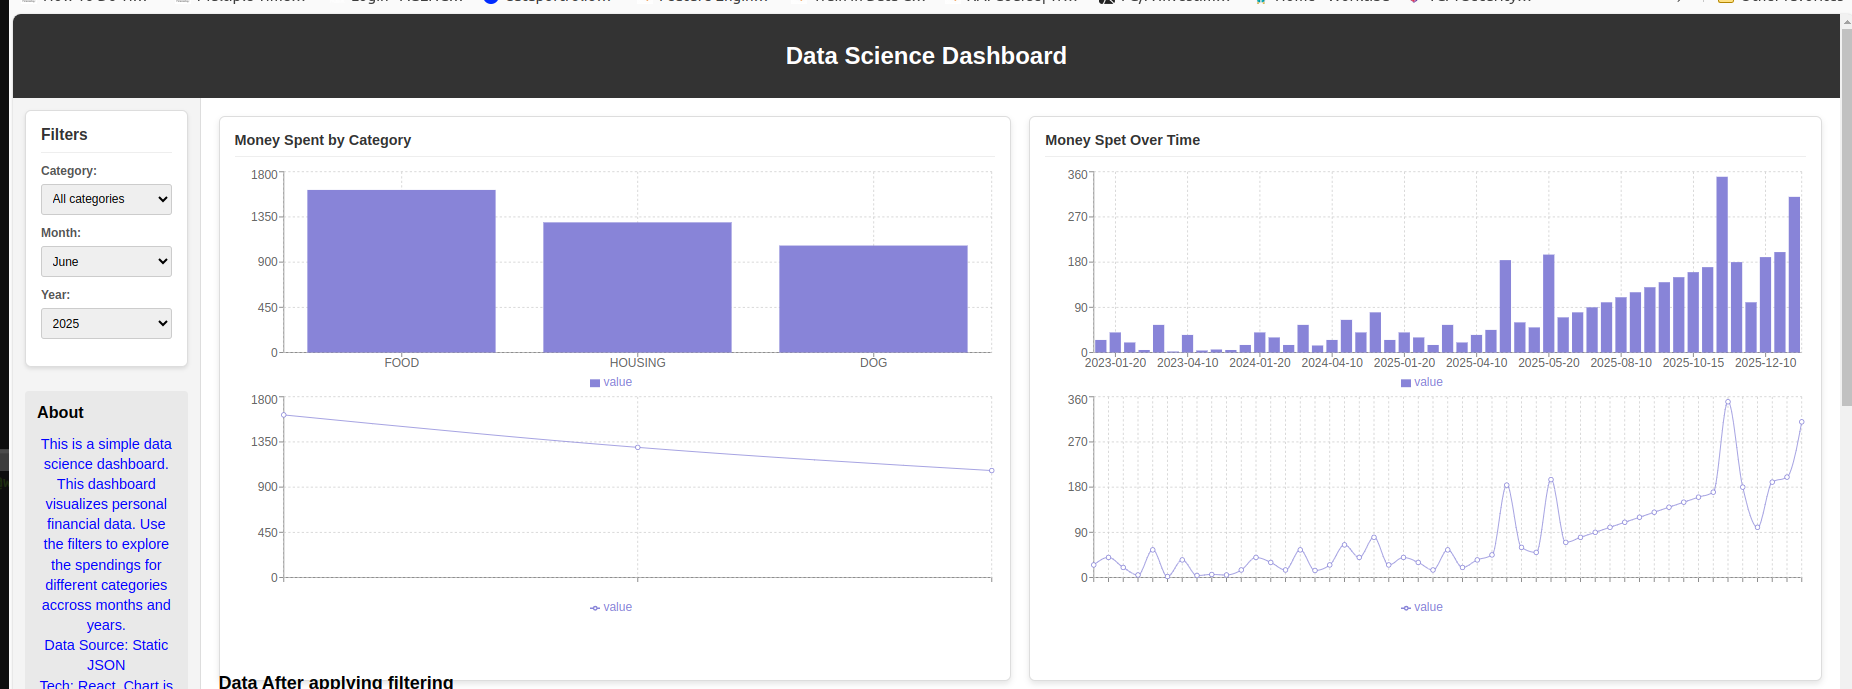 Data Science Dashboard
Filters
Category:
All categories
Month:
June
Year:
2025
About
This is a simple data
science dashboard.
This dashboard
visualizes personal
financial data. Use
the filters to explore
the spendings for
different categories
accross months and
years.
Data Source: Static
JSON
Tech: React, Chart.js
Money Spent by Category
1800
1350
900
450
0
FOOD HOUSING DOG
value
1800
1350
900
450
0
value
Money Spet Over Time
360
270
180
90
0
2023-01-20 2023-04-10 2024-01-20 2024-04-10 2025-01-20 2025-04-10 2025-05-20 2025-08-10 2025-10-15 2025-12-10
value
360
270
180
90
0
value
Data After applying filtering